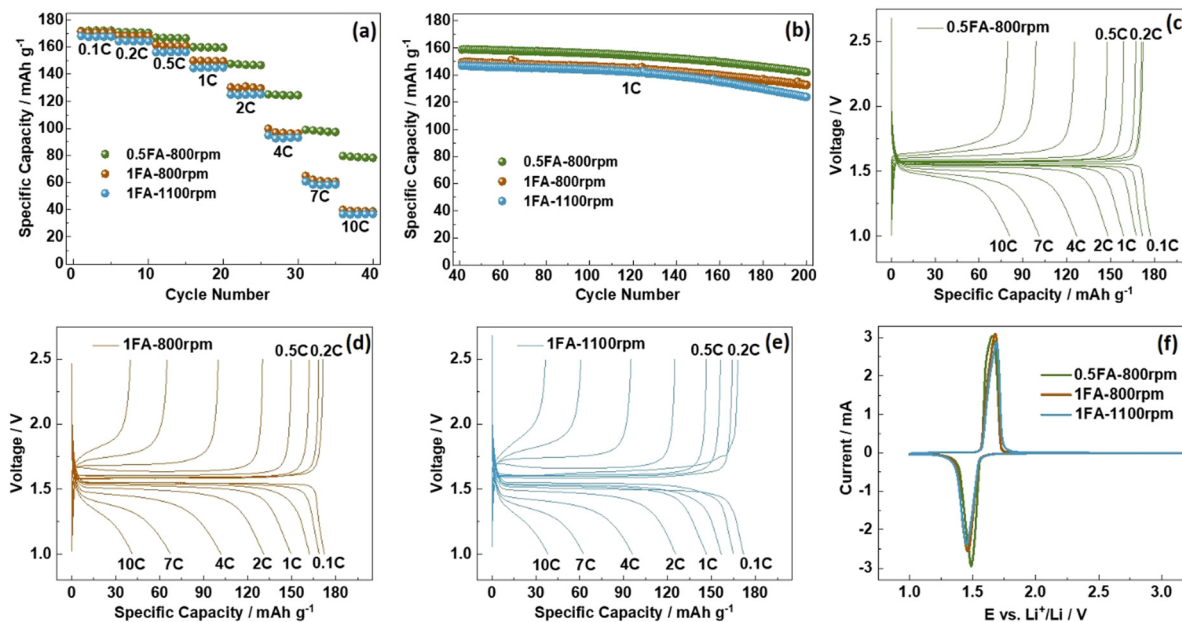 (a)
180
160
140
120
100
80
60
40
20
0
0.1C
0.2C
0.5C
1C
2C
4C
7C
10C
0.5FA-800rpm
1FA-800rpm
1FA-1100rpm
0 10 20 30 40
Cycle Number
Specific Capacity / mAh g⁻¹
(b)
180
160
140
120
100
80
60
40
20
0
1C
0.5FA-800rpm
1FA-800rpm
1FA-1100rpm
40 80 120 160 200
Cycle Number
Specific Capacity / mAh g⁻¹
(c)
0.5FA-800rpm
0.5C 0.2C
2.5
2.0
1.5
1.0
10C 7C 4C 2C 1C 0.1C
0 30 60 90 120 150 180
Specific Capacity / mAh g⁻¹
Voltage / V
(d)
1FA-800rpm
0.5C 0.2C
2.5
2.0
1.5
1.0
10C 7C 4C 2C 1C 0.1C
0 30 60 90 120 150 180
Specific Capacity / mAh g⁻¹
Voltage / V
(e)
1FA-1100rpm
0.5C 0.2C
2.5
2.0
1.5
1.0
10C 7C 4C 2C 1C 0.1C
0 30 60 90 120 150 180
Specific Capacity / mAh g⁻¹
Voltage / V
(f)
0.5FA-800rpm
1FA-800rpm
1FA-1100rpm
3
2
1
0
-1
-2
-3
1.0 1.5 2.0 2.5 3.0
E vs. Li⁺/Li / V
Current / mA